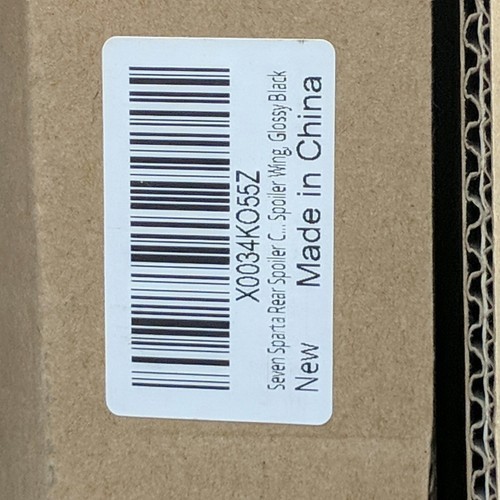 X0034KO55Z
Seven Sparta Rear Spoiler C... Spoiler Wing, Glossy Black
New Made in China